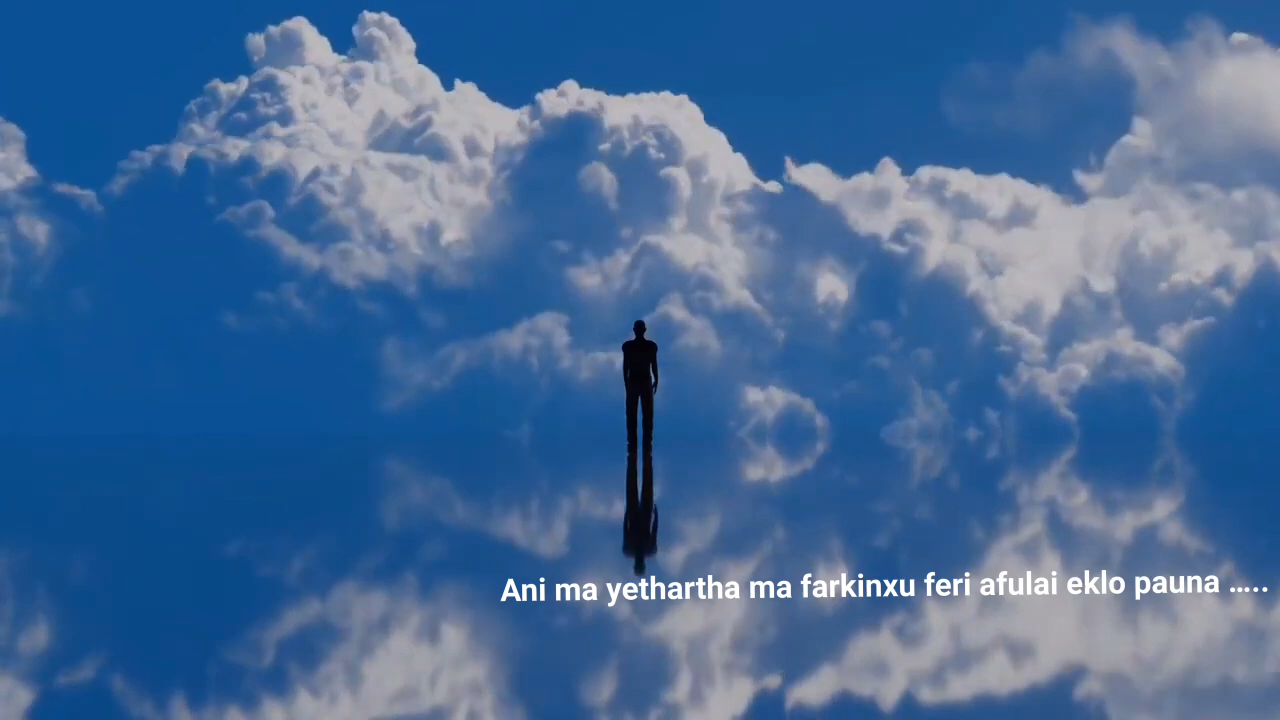 Ani ma yethartha ma farkinxu feri afulai eklo pauna .....